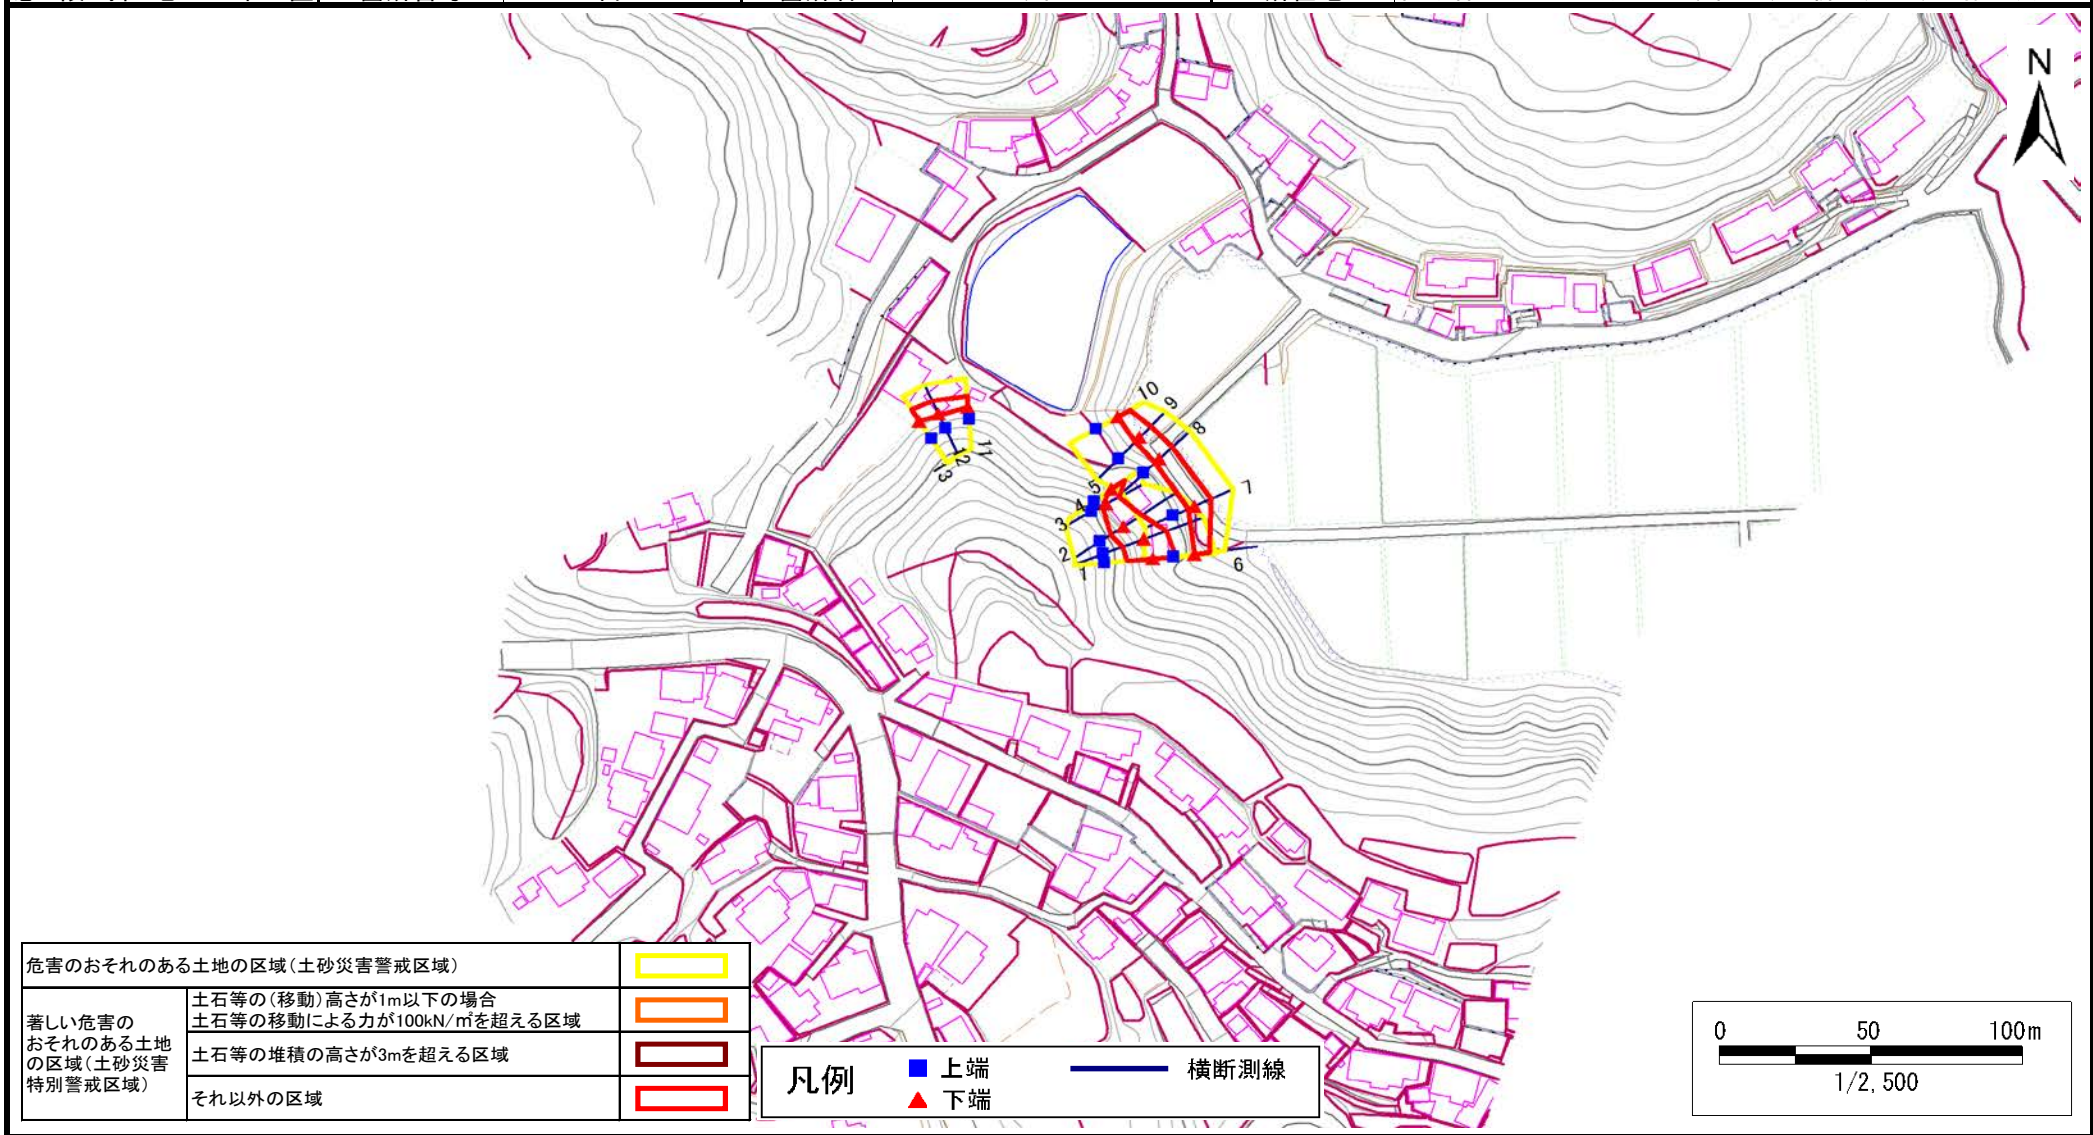 N
10
9
8
7
6
5
4
3
2
1
11
12
13
危害のおそれのある土地の区域(土砂災害警戒区域)
著しい危害の
おそれのある土地
の区域(土砂災害
特別警戒区域)
土石等の(移動)高さが1m以下の場合
土石等の移動による力が100kN/㎡を超える区域
土石等の堆積の高さが3mを超える区域
それ以外の区域
凡例
上端
下端
横断測線
0 50 100m
1/2,500